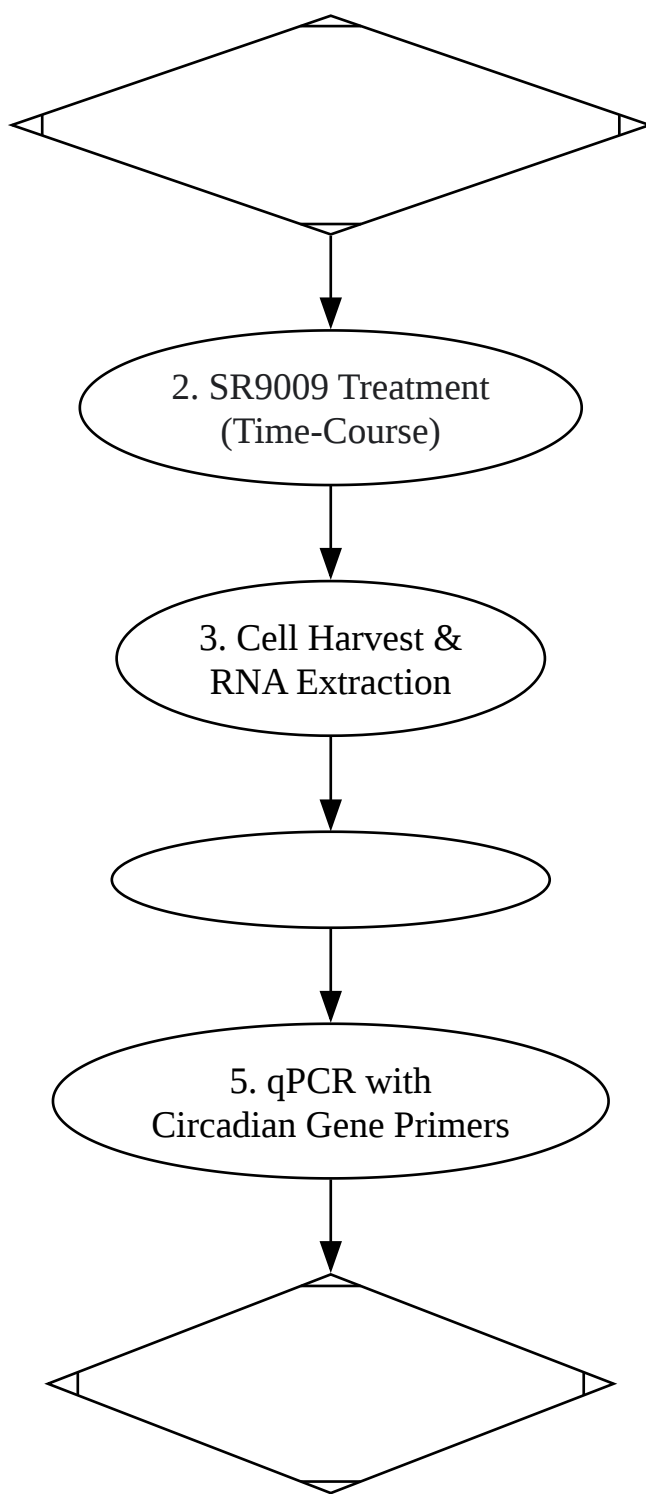 2. SR9009 Treatment
(Time-Course)
3. Cell Harvest &
RNA Extraction
5. qPCR with
Circadian Gene Primers